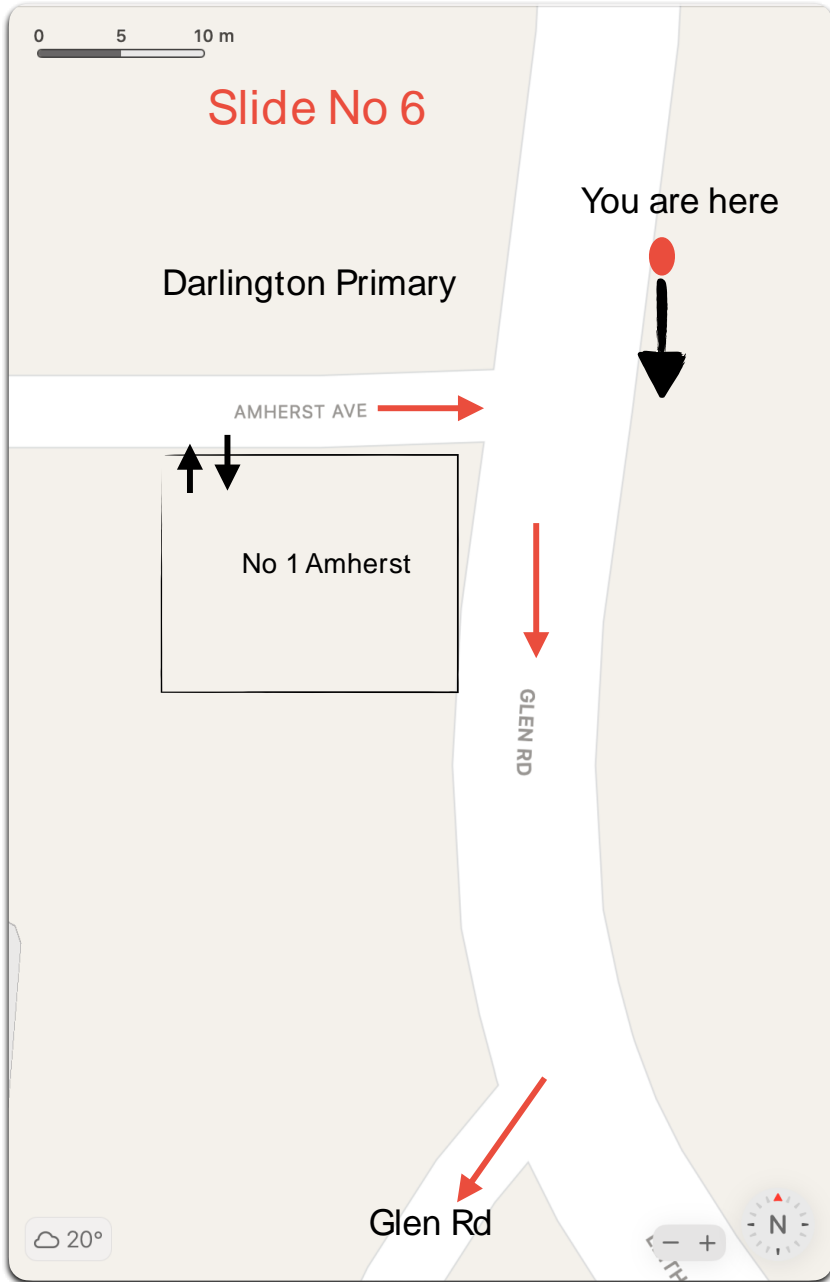 0 5 10 m
Slide No 6
You are here
Darlington Primary
AMHERST AVE
No 1 Amherst
GLEN RD
Glen Rd
20°
N